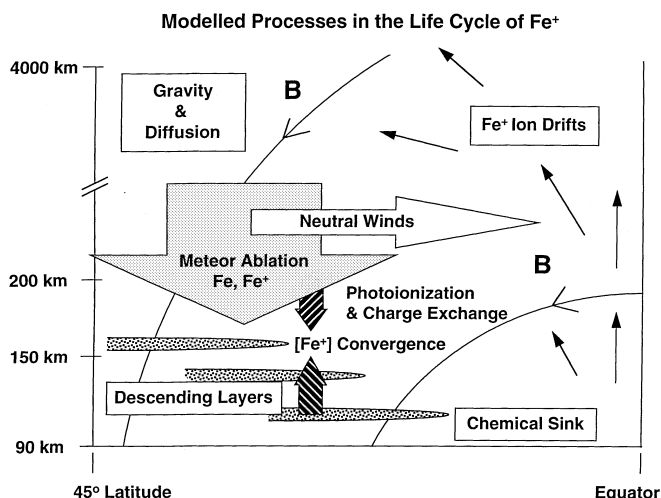 Modelled Processes in the Life Cycle of Fe⁺
4000 km
Gravity
&
Diffusion
B
Fe⁺ Ion Drifts
Neutral Winds
Meteor Ablation
Fe, Fe⁺
B
200 km
Photoionization
& Charge Exchange
[Fe⁺] Convergence
150 km
Descending Layers
Chemical Sink
90 km
45º Latitude
Equator